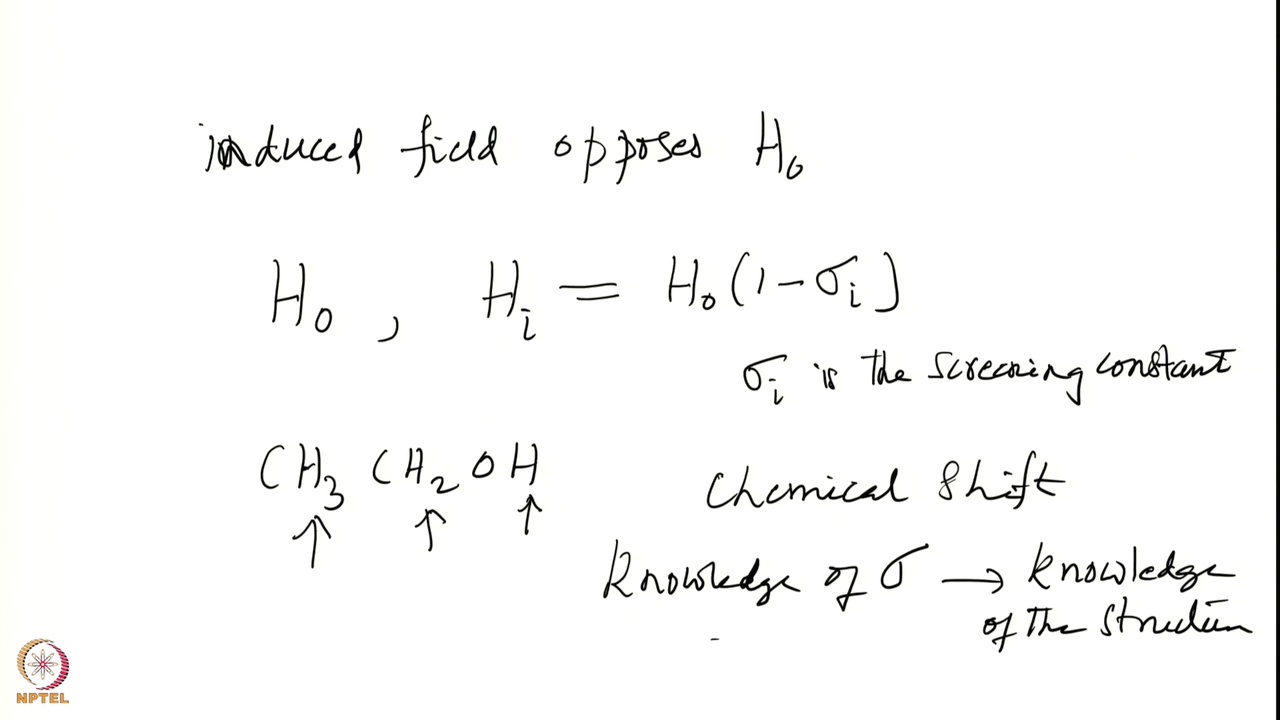 induced field opposes H₀
H₀ , Hᵢ = H₀(1-σᵢ)
σᵢ is the screening constant
CH₃ CH₂ OH
↑ ↑ ↑
Chemical Shift
Knowledge of σ → knowledge
of the structure
NPTEL